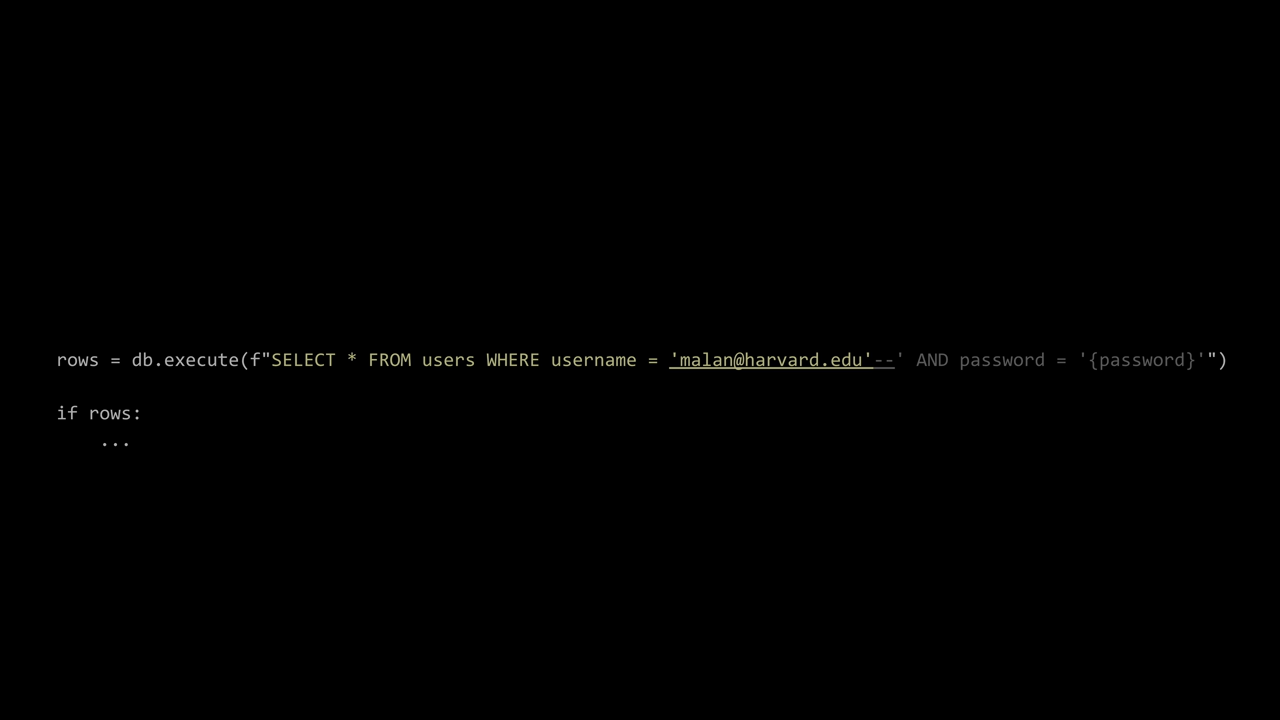 rows = db.execute(f"SELECT * FROM users WHERE username = 'malan@harvard.edu'--' AND password = '{password}'")
if rows:
...